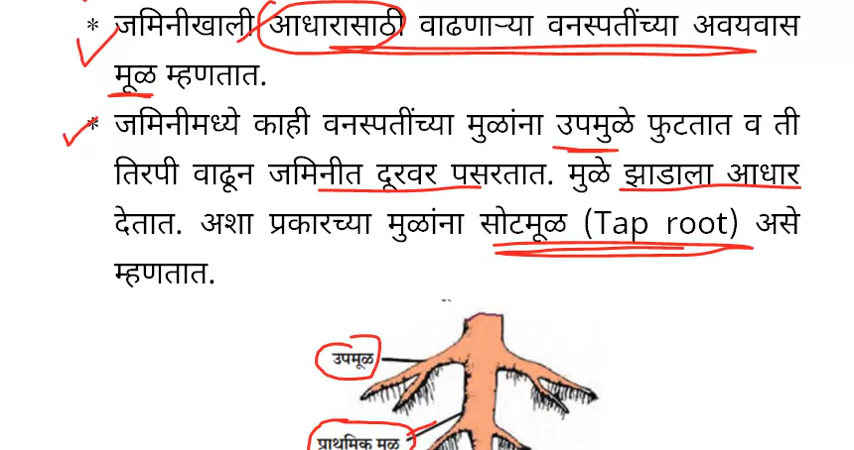 * जमिनीखाली आधारासाठी वाढणाऱ्या वनस्पतींच्या अवयवास
मूळ म्हणतात.
* जमिनीमध्ये काही वनस्पतींच्या मुळांना उपमुळे फुटतात व ती
तिरपी वाढून जमिनीत दूरवर पसरतात. मुळे झाडाला आधार
देतात. अशा प्रकारच्या मुळांना सोटमूळ (Tap root) असे
म्हणतात.
उपमूळ
प्राथमिक मूळ